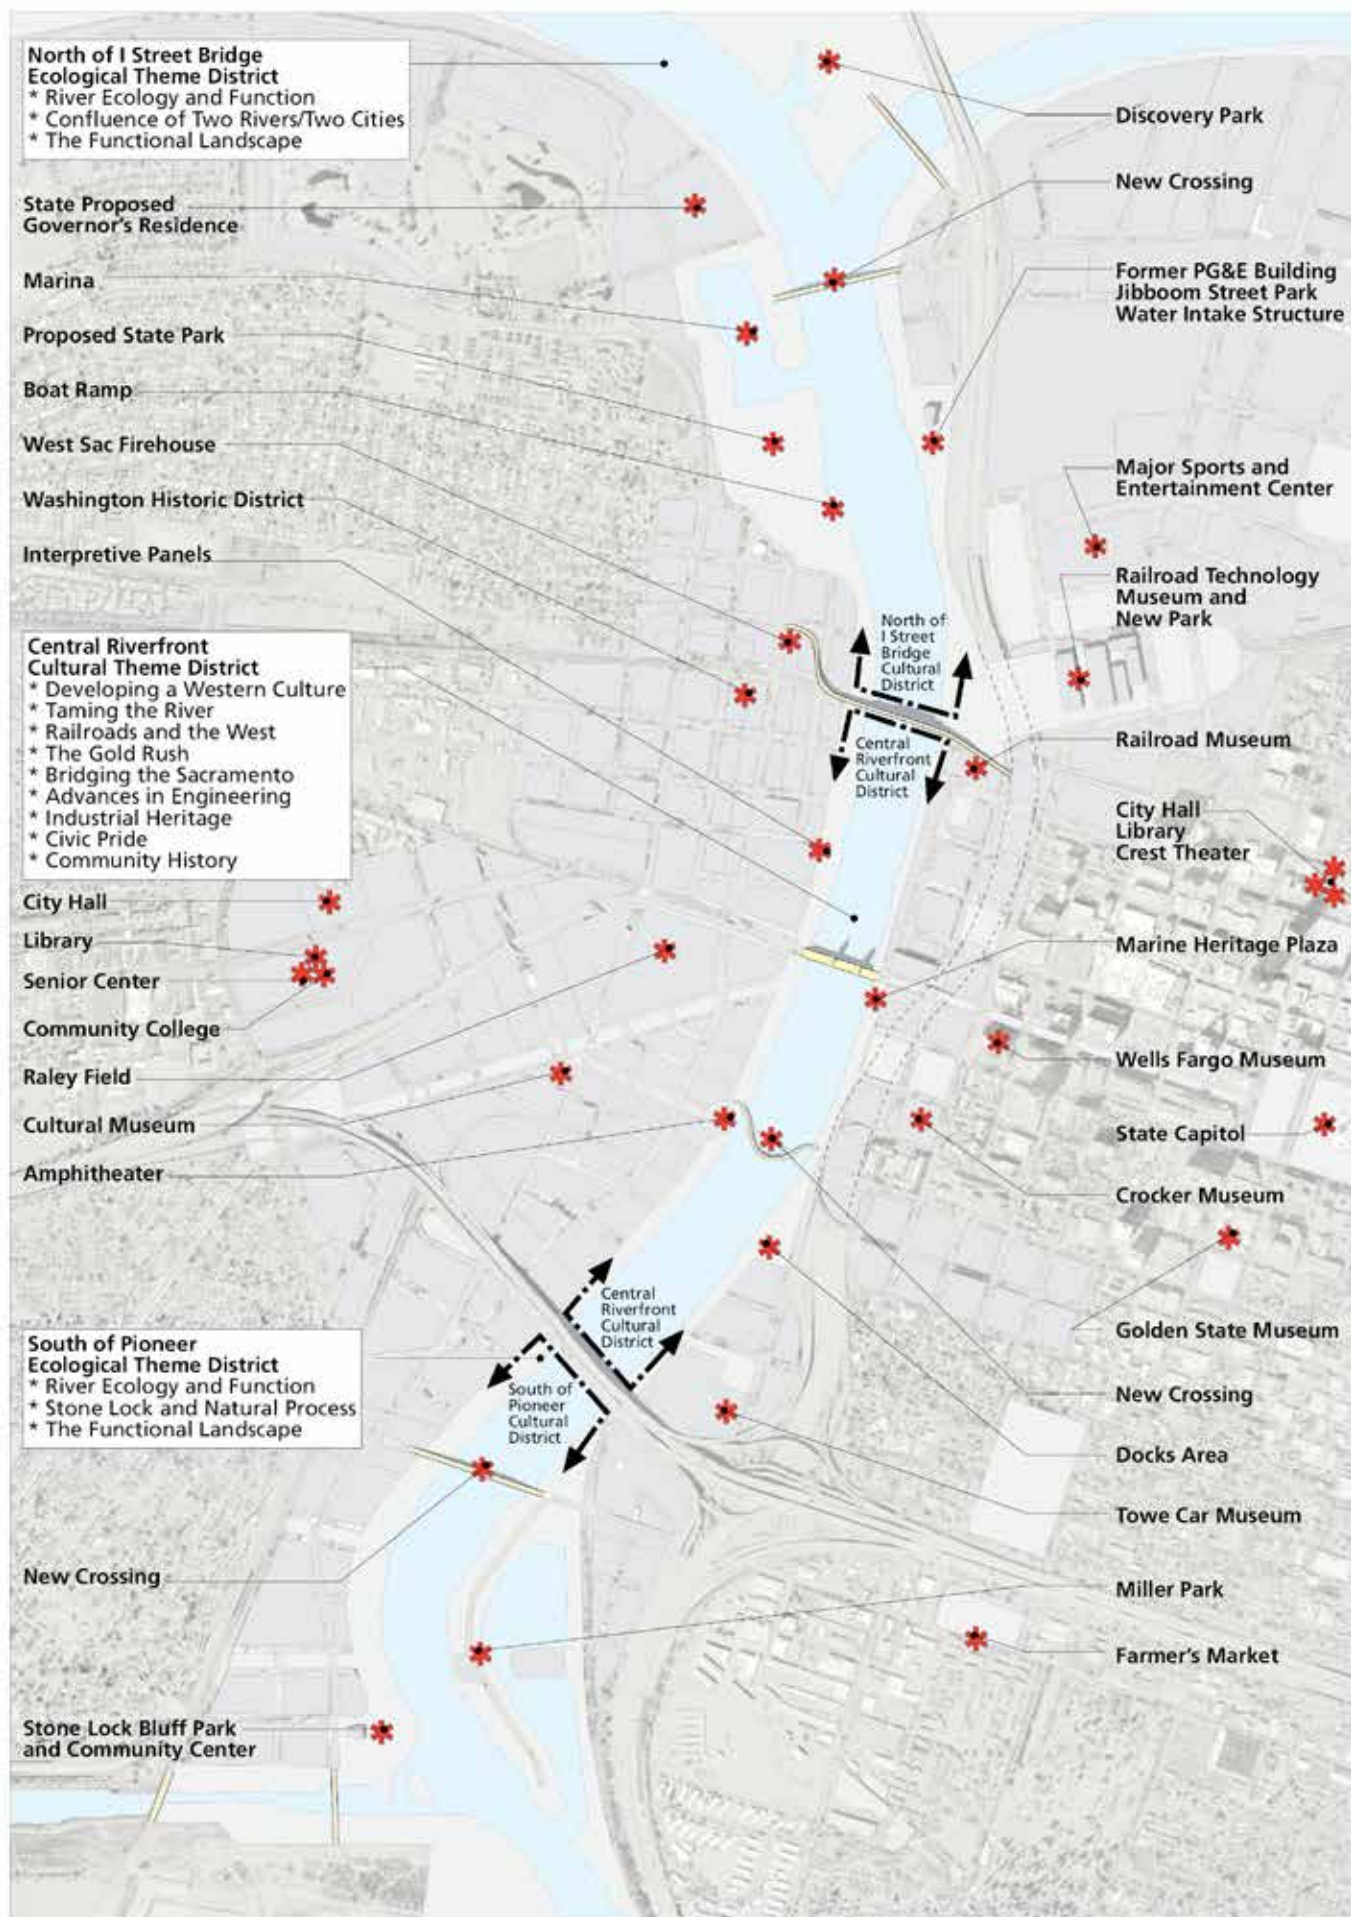 North of I Street Bridge
Ecological Theme District
* River Ecology and Function
* Confluence of Two Rivers/Two Cities
* The Functional Landscape
State Proposed
Governor's Residence
Marina
Proposed State Park
Boat Ramp
West Sac Firehouse
Washington Historic District
Interpretive Panels
Central Riverfront
Cultural Theme District
* Developing a Western Culture
* Taming the River
* Railroads and the West
* The Gold Rush
* Bridging the Sacramento
* Advances in Engineering
* Industrial Heritage
* Civic Pride
* Community History
City Hall
Library
Senior Center
Community College
Raley Field
Cultural Museum
Amphitheater
South of Pioneer
Ecological Theme District
* River Ecology and Function
* Stone Lock and Natural Process
* The Functional Landscape
New Crossing
Stone Lock Bluff Park
and Community Center
North of
I Street
Bridge
Cultural
District
Central
Riverfront
Cultural
District
Central
Riverfront
Cultural
District
South of
Pioneer
Cultural
District
Discovery Park
New Crossing
Former PG&E Building
Jibboom Street Park
Water Intake Structure
Major Sports and
Entertainment Center
Railroad Technology
Museum and
New Park
Railroad Museum
City Hall
Library
Crest Theater
Marine Heritage Plaza
Wells Fargo Museum
State Capitol
Crocker Museum
Golden State Museum
New Crossing
Docks Area
Towe Car Museum
Miller Park
Farmer's Market